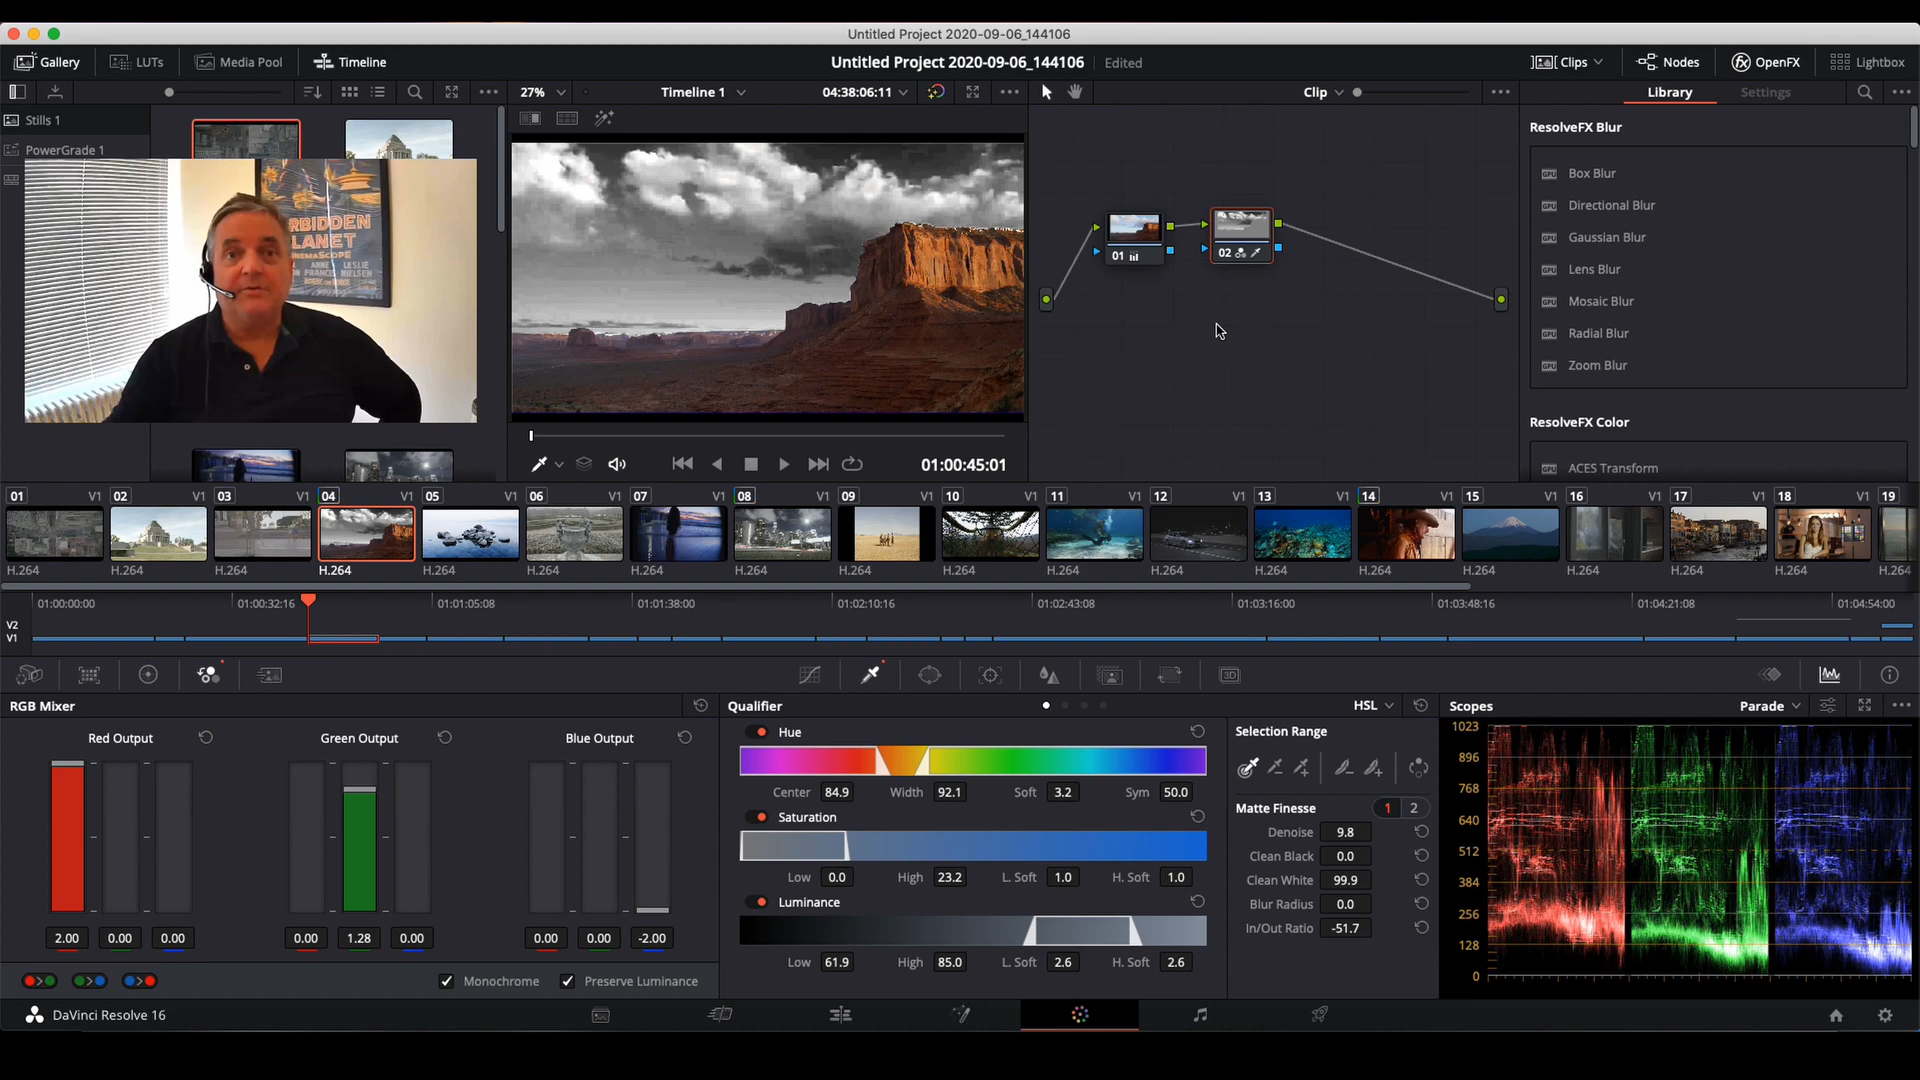 Untitled Project 2020-09-06_144106
Gallery LUTs Media Pool Timeline Untitled Project 2020-09-06_144106 Edited Clips Nodes OpenFX Lightbox
27% Timeline 1 04:38:06:11 Clip Library Settings
Stills 1
PowerGrade 1
FORBIDDEN
PLANET
CINEMASCOPE
ANNE FRANCIS NIELSEN
01 02
01:00:45:01
ResolveFX Blur
Box Blur
Directional Blur
Gaussian Blur
Lens Blur
Mosaic Blur
Radial Blur
Zoom Blur
ResolveFX Color
ACES Transform
01 V1 02 V1 03 V1 04 V1 05 V1 06 V1 07 V1 08 V1 09 V1 10 V1 11 V1 12 V1 13 V1 14 V1 15 V1 16 V1 17 V1 18 V1 19
H.264 H.264 H.264 H.264 H.264 H.264 H.264 H.264 H.264 H.264 H.264 H.264 H.264 H.264 H.264 H.264 H.264 H.264 H.264
01:00:00:00 01:00:32:16 01:01:05:08 01:01:38:00 01:02:10:16 01:02:43:08 01:03:16:00 01:03:48:16 01:04:21:08 01:04:54:00
V2
V1
3D
RGB Mixer
Red Output Green Output Blue Output
2.00 0.00 0.00 0.00 1.28 0.00 0.00 0.00 -2.00
Monochrome Preserve Luminance
Qualifier HSL
Hue
Center 84.9 Width 92.1 Soft 3.2 Sym 50.0
Saturation
Low 0.0 High 23.2 L. Soft 1.0 H. Soft 1.0
Luminance
Low 61.9 High 85.0 L. Soft 2.6 H. Soft 2.6
Selection Range
Matte Finesse 1 2
Denoise 9.8
Clean Black 0.0
Clean White 99.9
Blur Radius 0.0
In/Out Ratio -51.7
Scopes Parade
1023
896
768
640
512
384
256
128
0
DaVinci Resolve 16